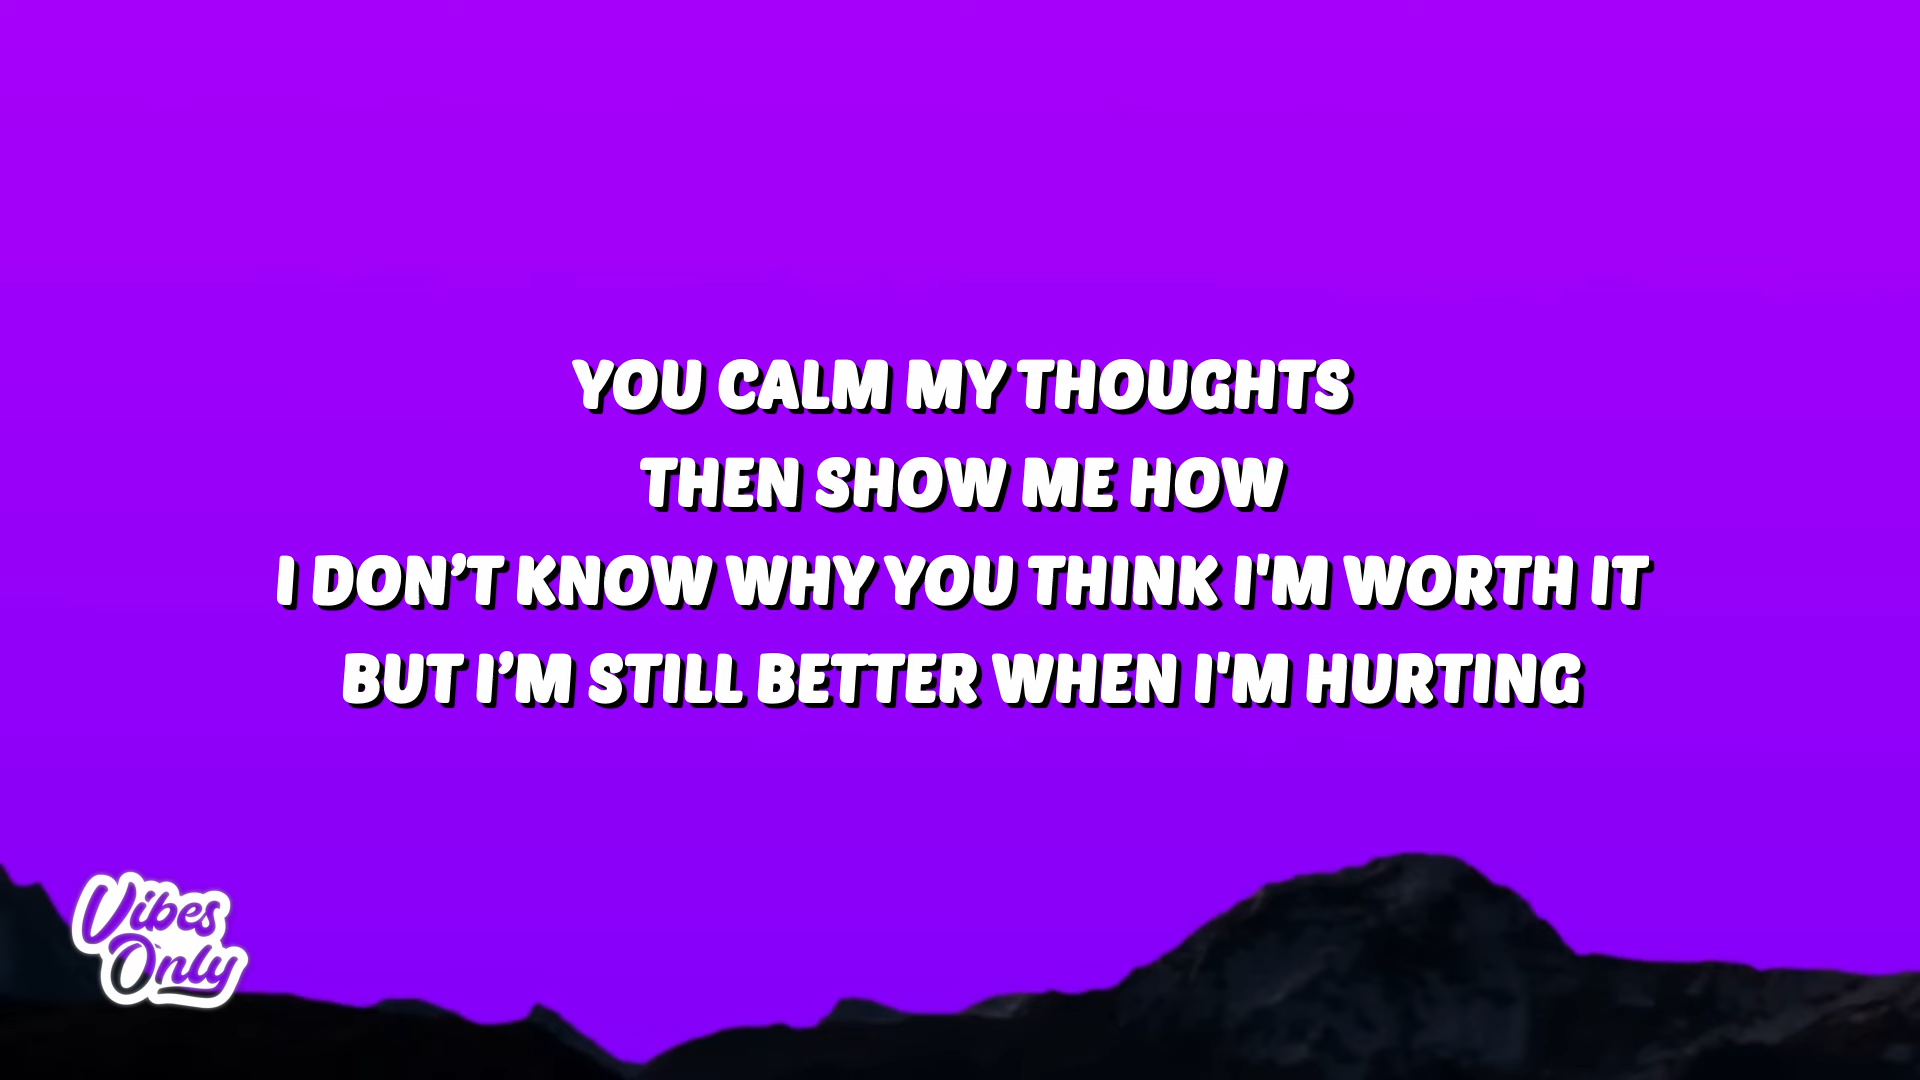 YOU CALM MY THOUGHTS
THEN SHOW ME HOW
I DON’T KNOW WHY YOU THINK I'M WORTH IT
BUT I’M STILL BETTER WHEN I'M HURTING
Vibes
Only